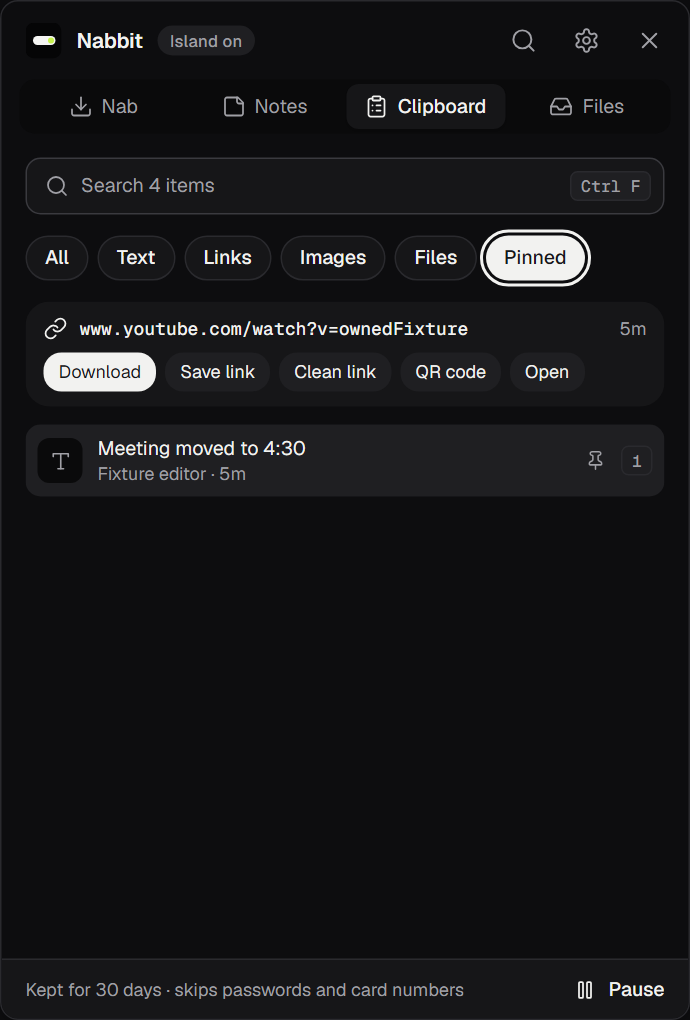 Nabbit Island on
Nab Notes Clipboard Files
Search 4 items Ctrl F
All Text Links Images Files Pinned
www.youtube.com/watch?v=ownedFixture 5m
Download Save link Clean link QR code Open
T Meeting moved to 4:30
Fixture editor · 5m 1
Kept for 30 days · skips passwords and card numbers Pause